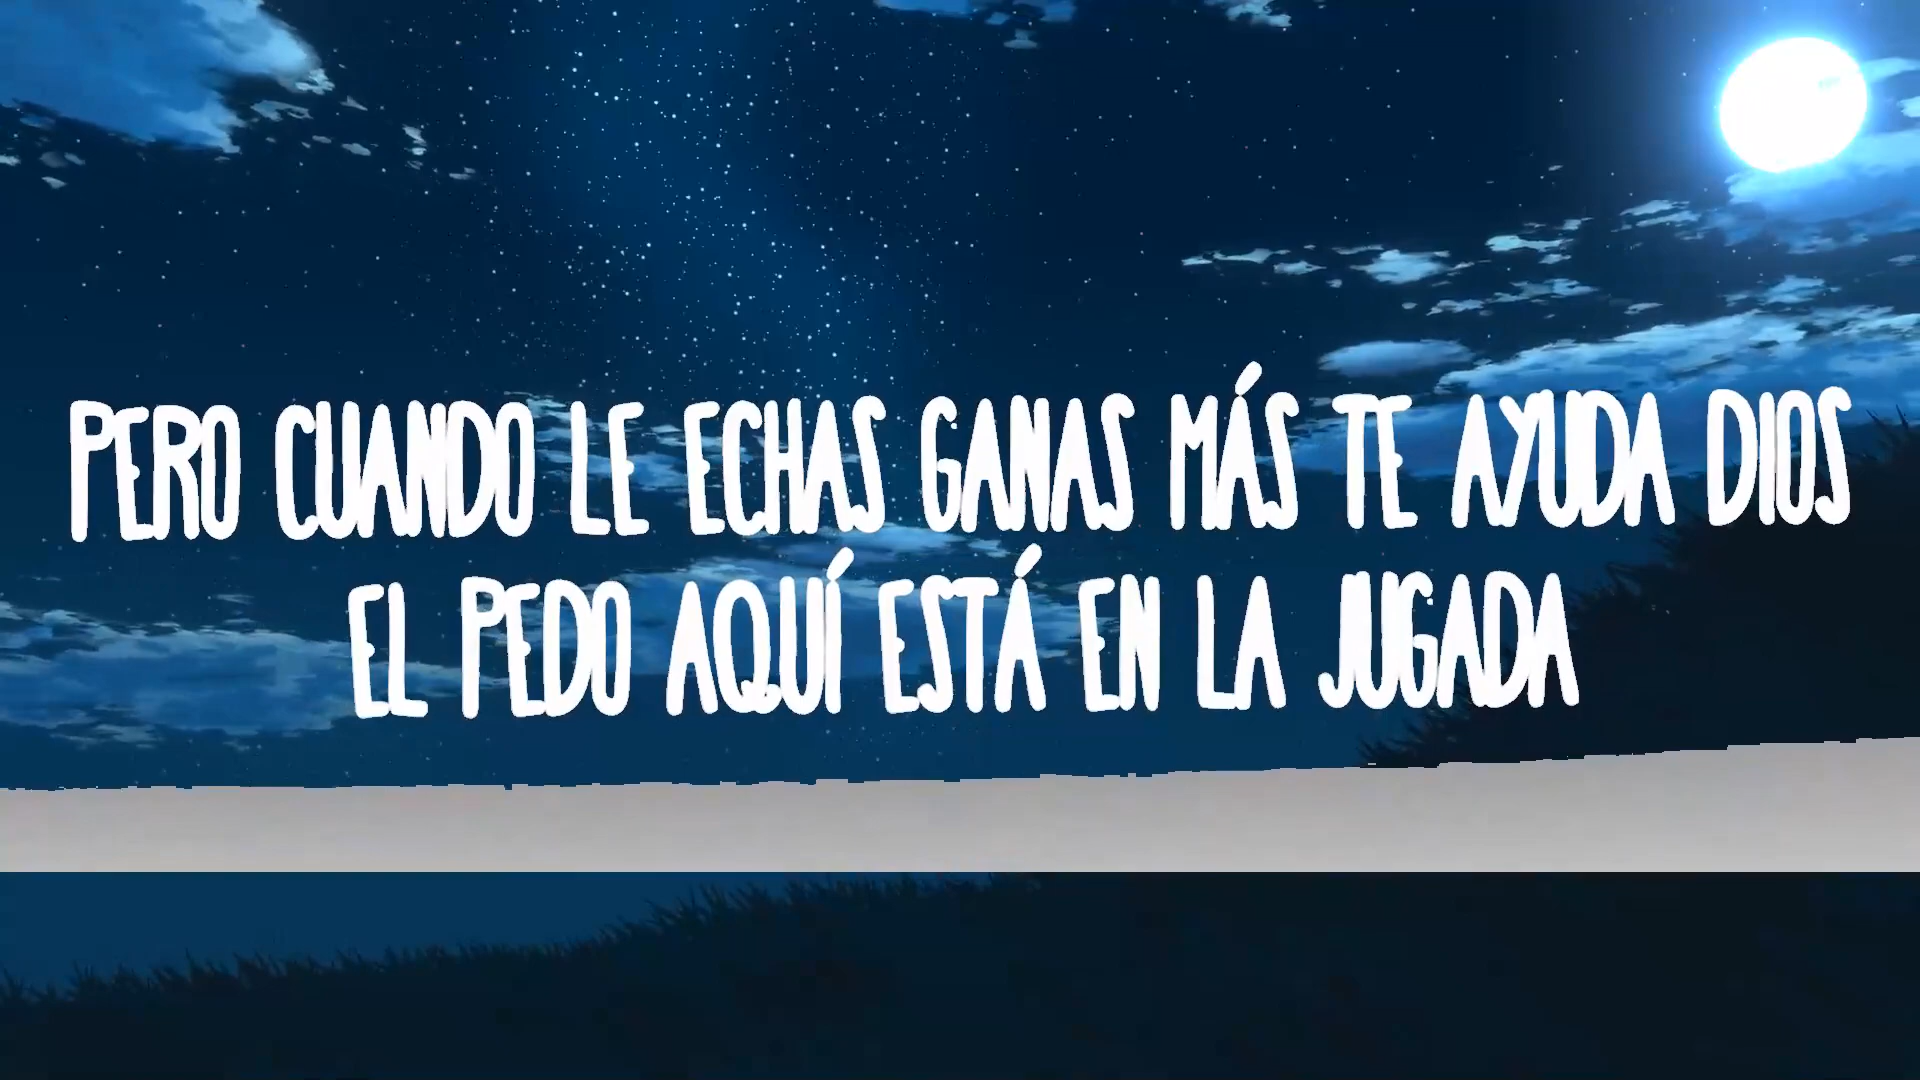 PERO CUANDO LE ECHAS GANAS MÁS TE AYUDA DIOS
EL PEDO AQUÍ ESTÁ EN LA JUGADA